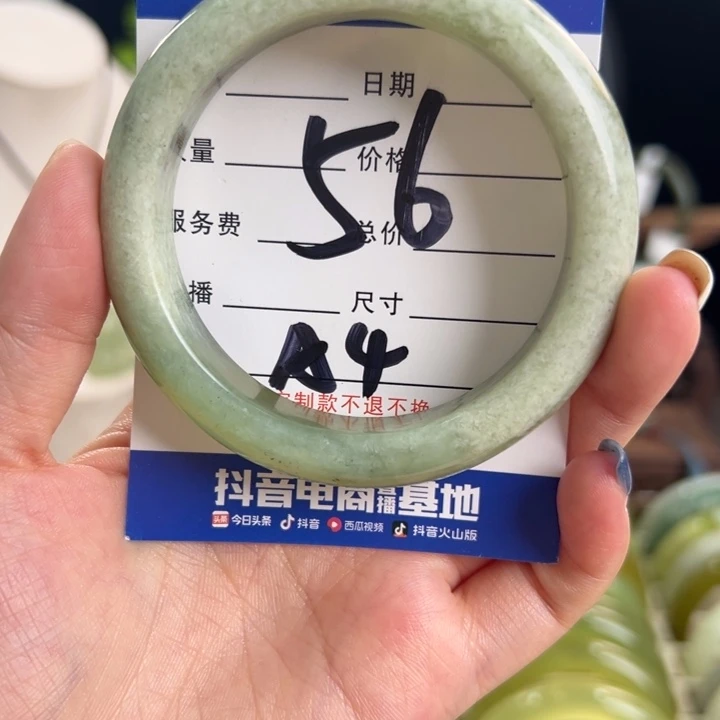 日期
56
量 价格
服务费 总价
播 尺寸
A4
定制款不退不换
抖音电商直播基地
头条 今日头条 抖音 西瓜视频 抖音火山版